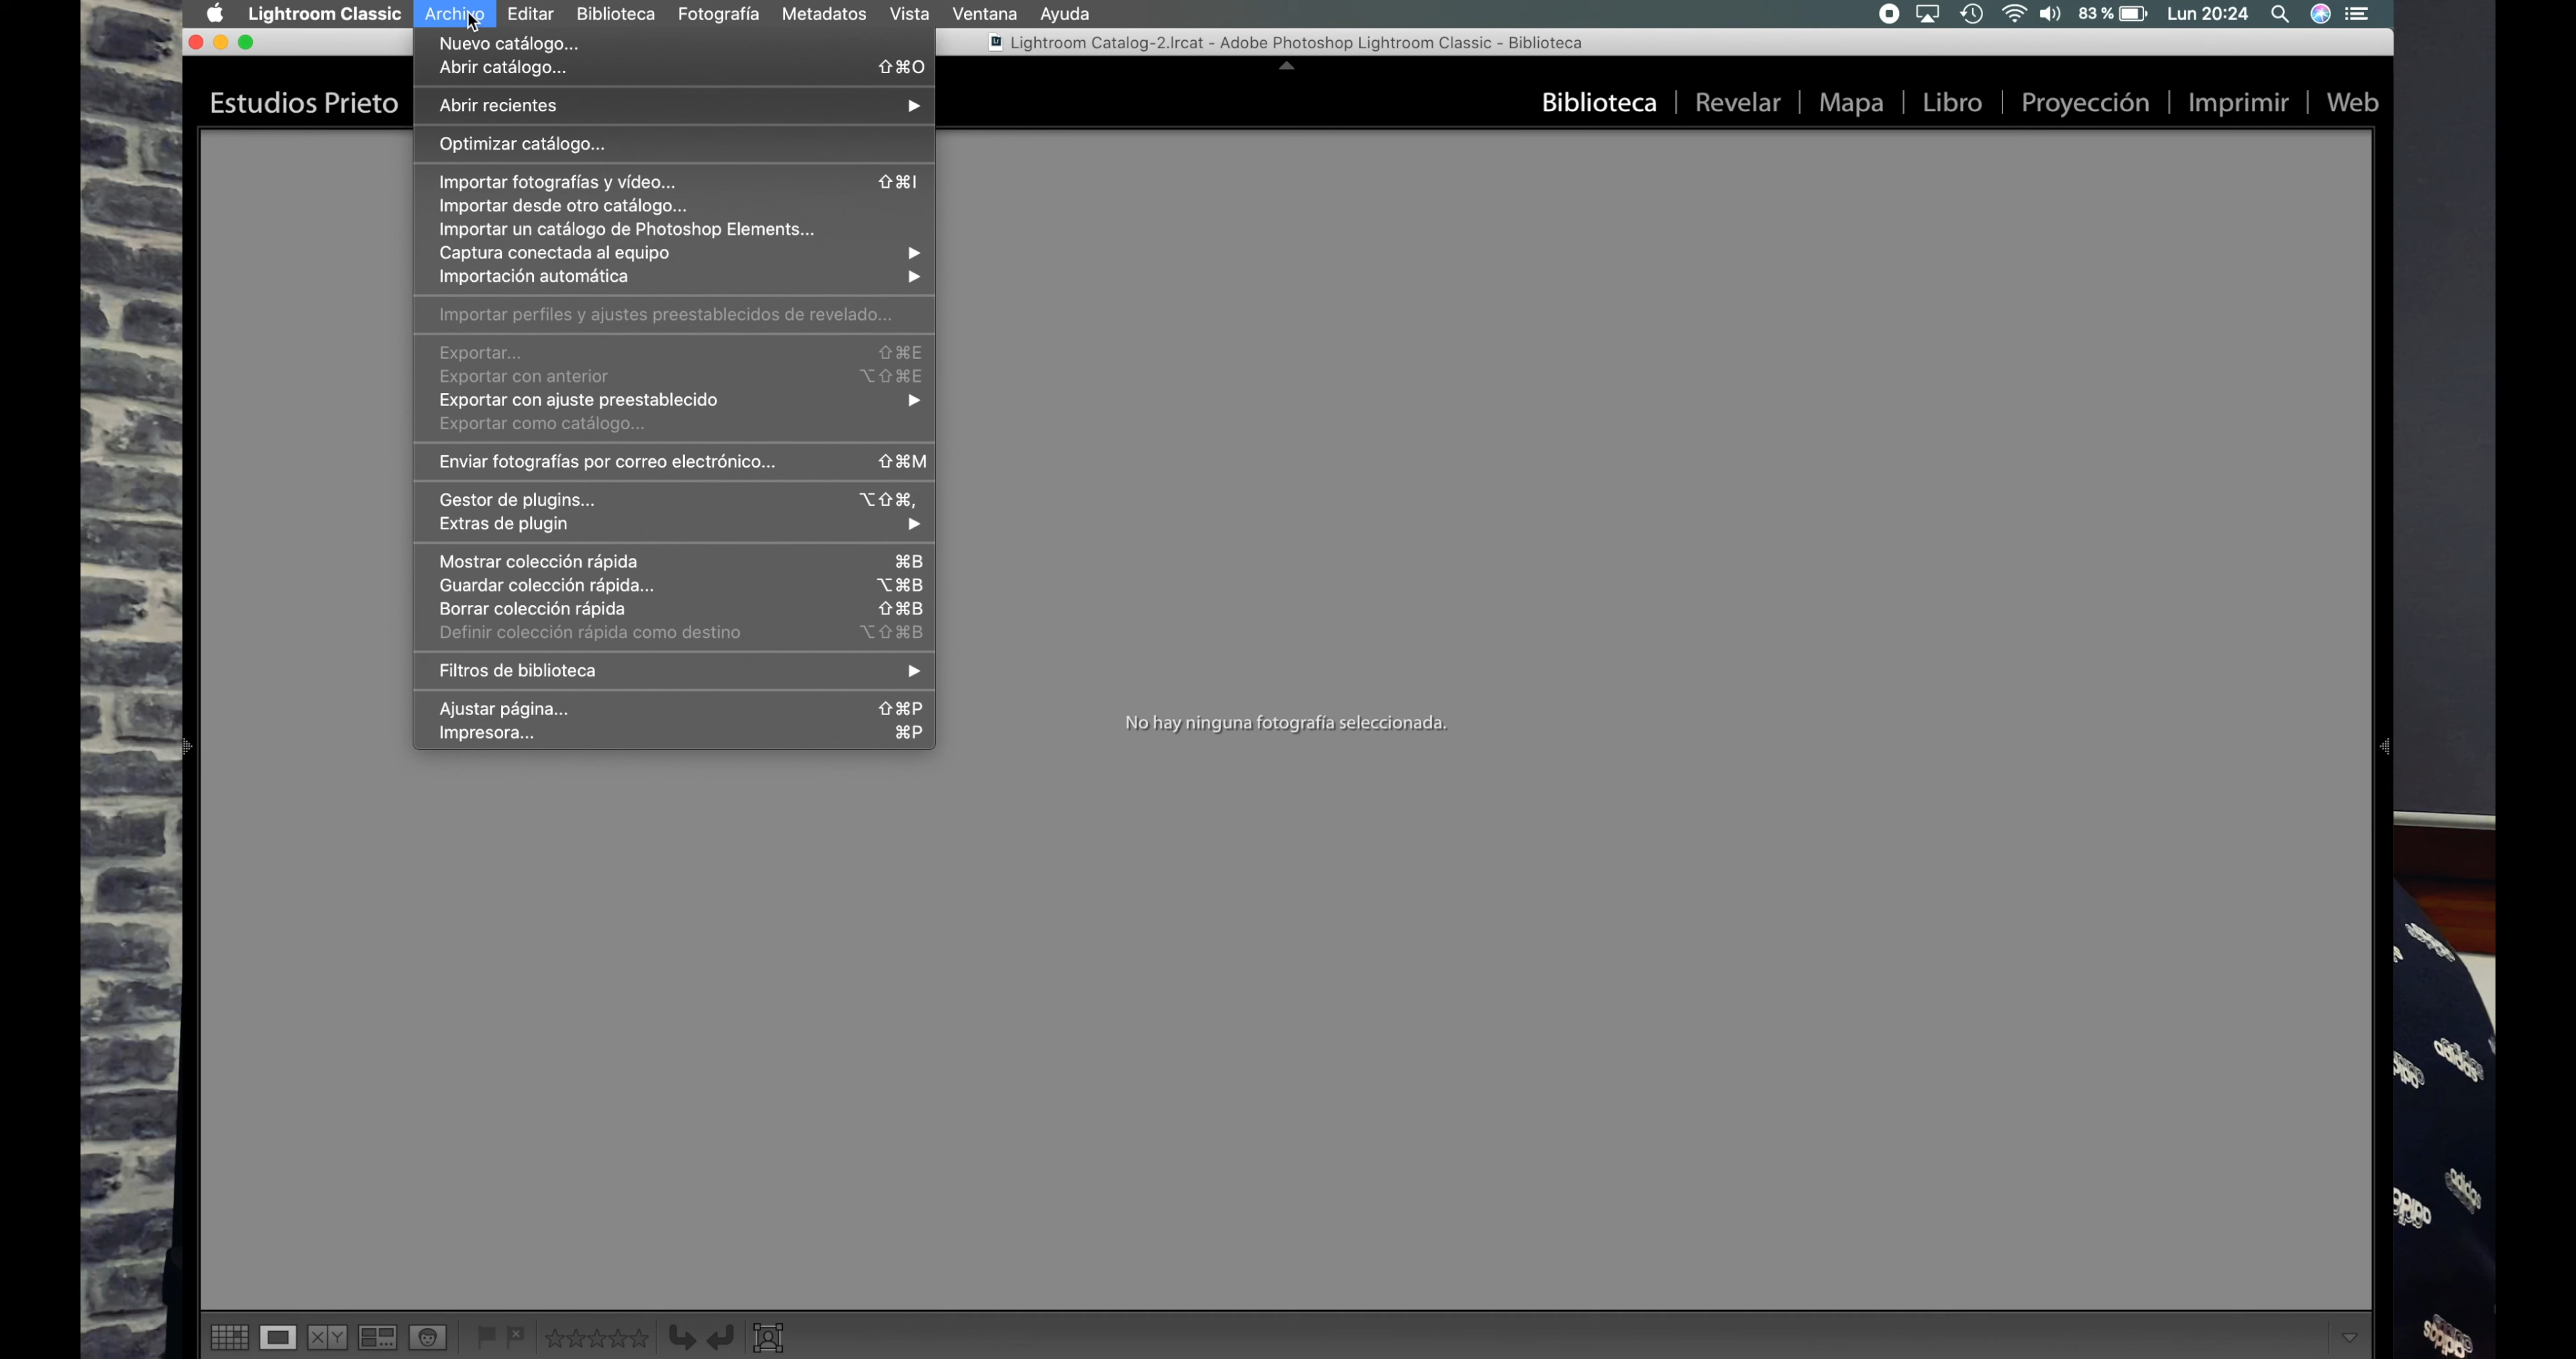 Lightroom Classic Archivo Editar Biblioteca Fotografía Metadatos Vista Ventana Ayuda 83 % Lun 20:24
Lightroom Catalog-2.lrcat - Adobe Photoshop Lightroom Classic - Biblioteca
Estudios Prieto
Biblioteca | Revelar | Mapa | Libro | Proyección | Imprimir | Web
Nuevo catálogo...
Abrir catálogo... ⇧⌘O
Abrir recientes ▶
Optimizar catálogo...
Importar fotografías y vídeo... ⇧⌘I
Importar desde otro catálogo...
Importar un catálogo de Photoshop Elements...
Captura conectada al equipo ▶
Importación automática ▶
Importar perfiles y ajustes preestablecidos de revelado...
Exportar... ⇧⌘E
Exportar con anterior ⌥⇧⌘E
Exportar con ajuste preestablecido ▶
Exportar como catálogo...
Enviar fotografías por correo electrónico... ⇧⌘M
Gestor de plugins... ⌥⇧⌘,
Extras de plugin ▶
Mostrar colección rápida ⌘B
Guardar colección rápida... ⌥⌘B
Borrar colección rápida ⇧⌘B
Definir colección rápida como destino ⌥⇧⌘B
Filtros de biblioteca ▶
Ajustar página... ⇧⌘P
Impresora... ⌘P
No hay ninguna fotografía seleccionada.
X Y
adidas
adidas